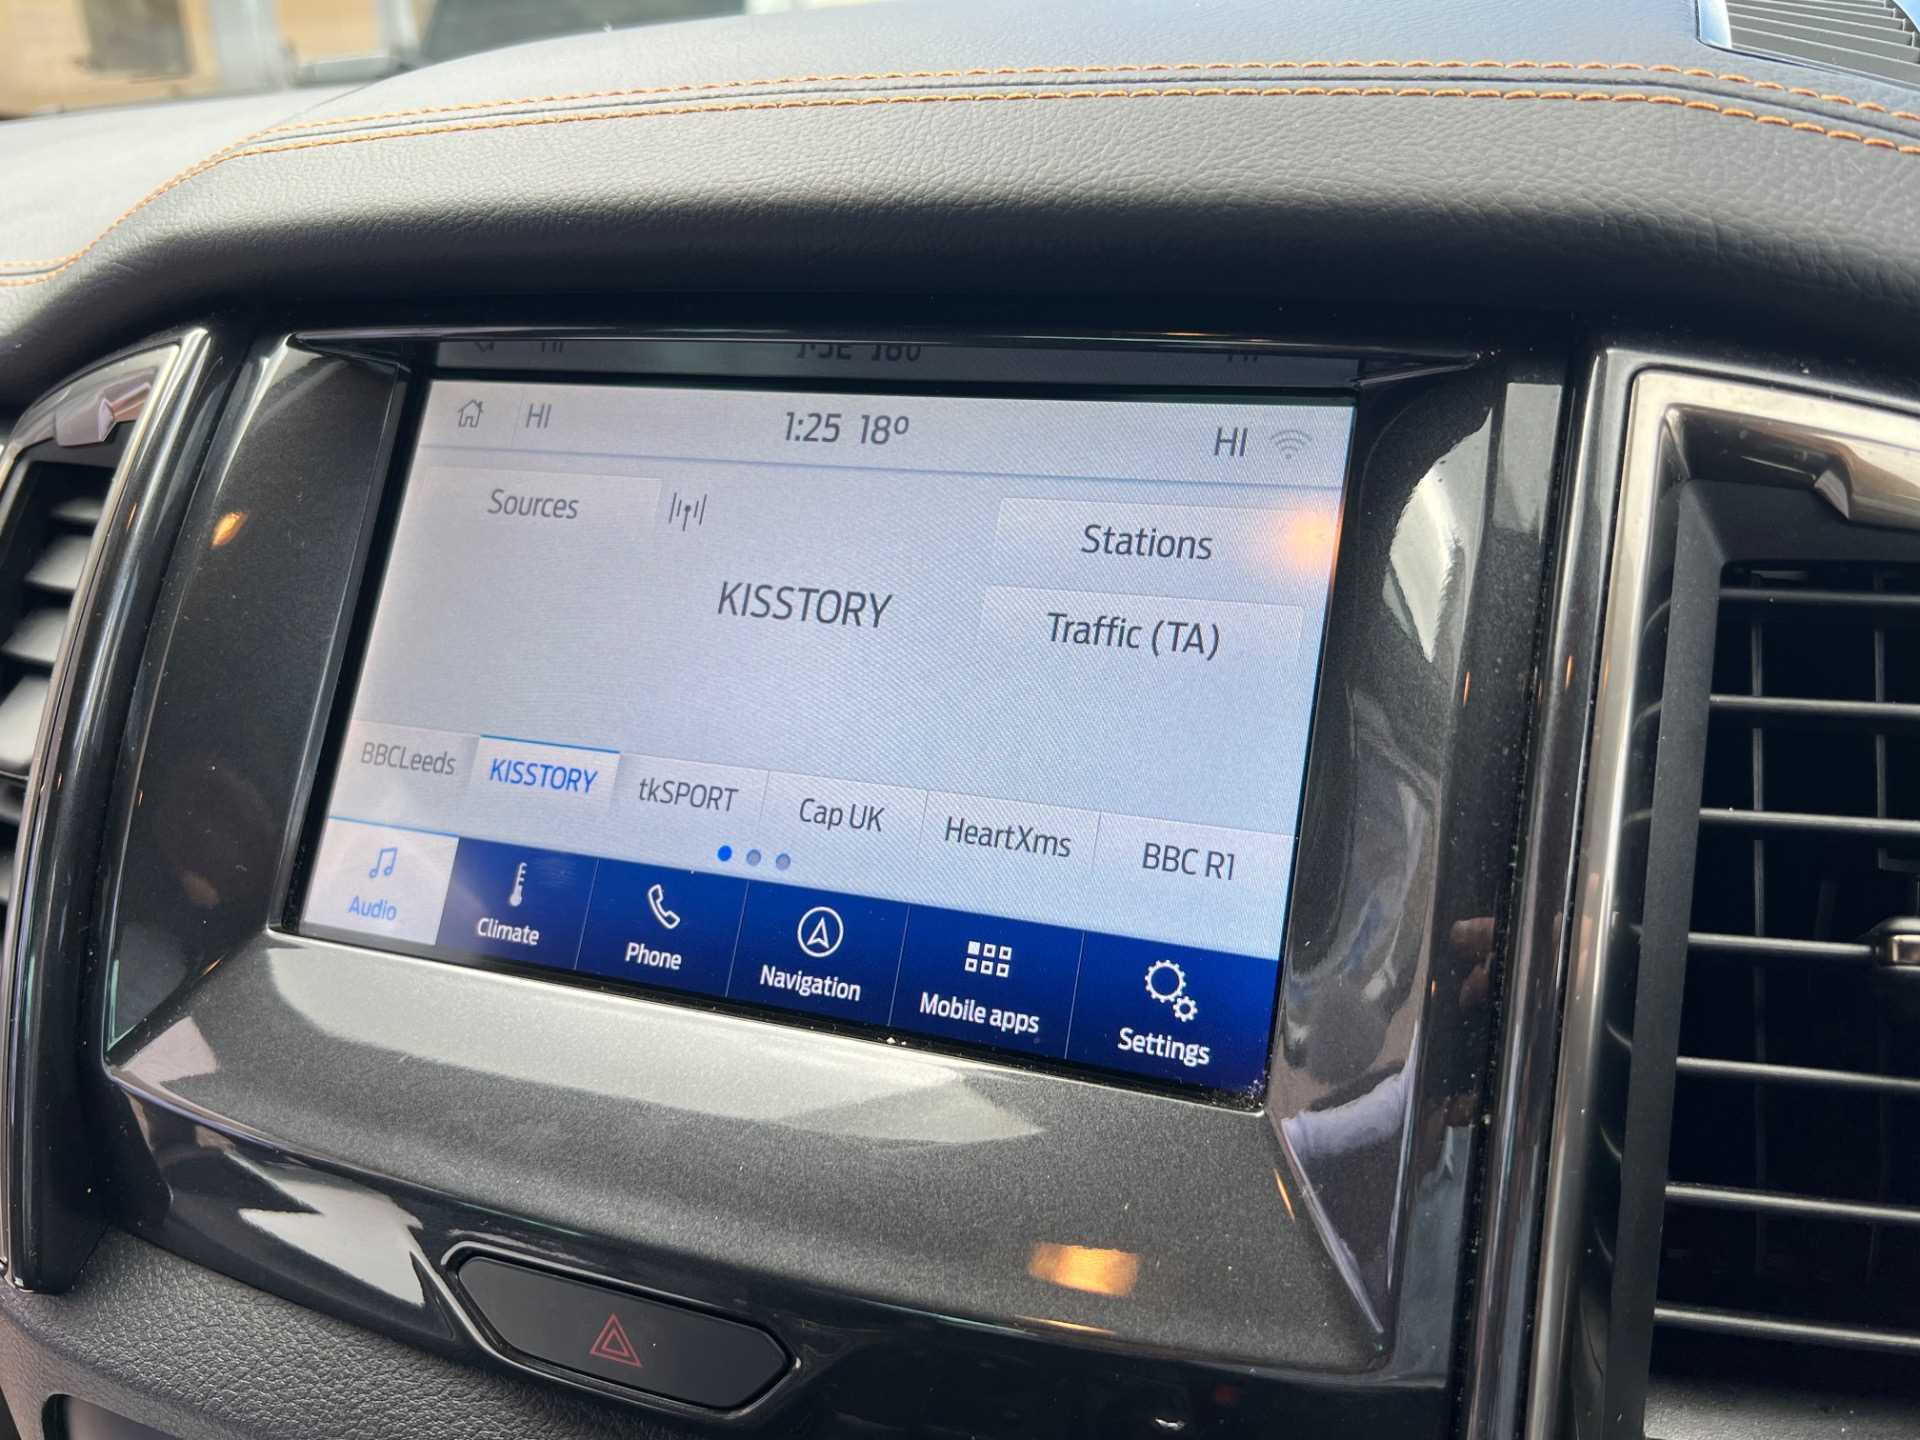 HI 1:25 18º HI
Sources
Stations
KISSTORY
Traffic (TA)
BBCLeeds KISSTORY tkSPORT Cap UK HeartXms BBC R1
Audio Climate Phone Navigation Mobile apps Settings